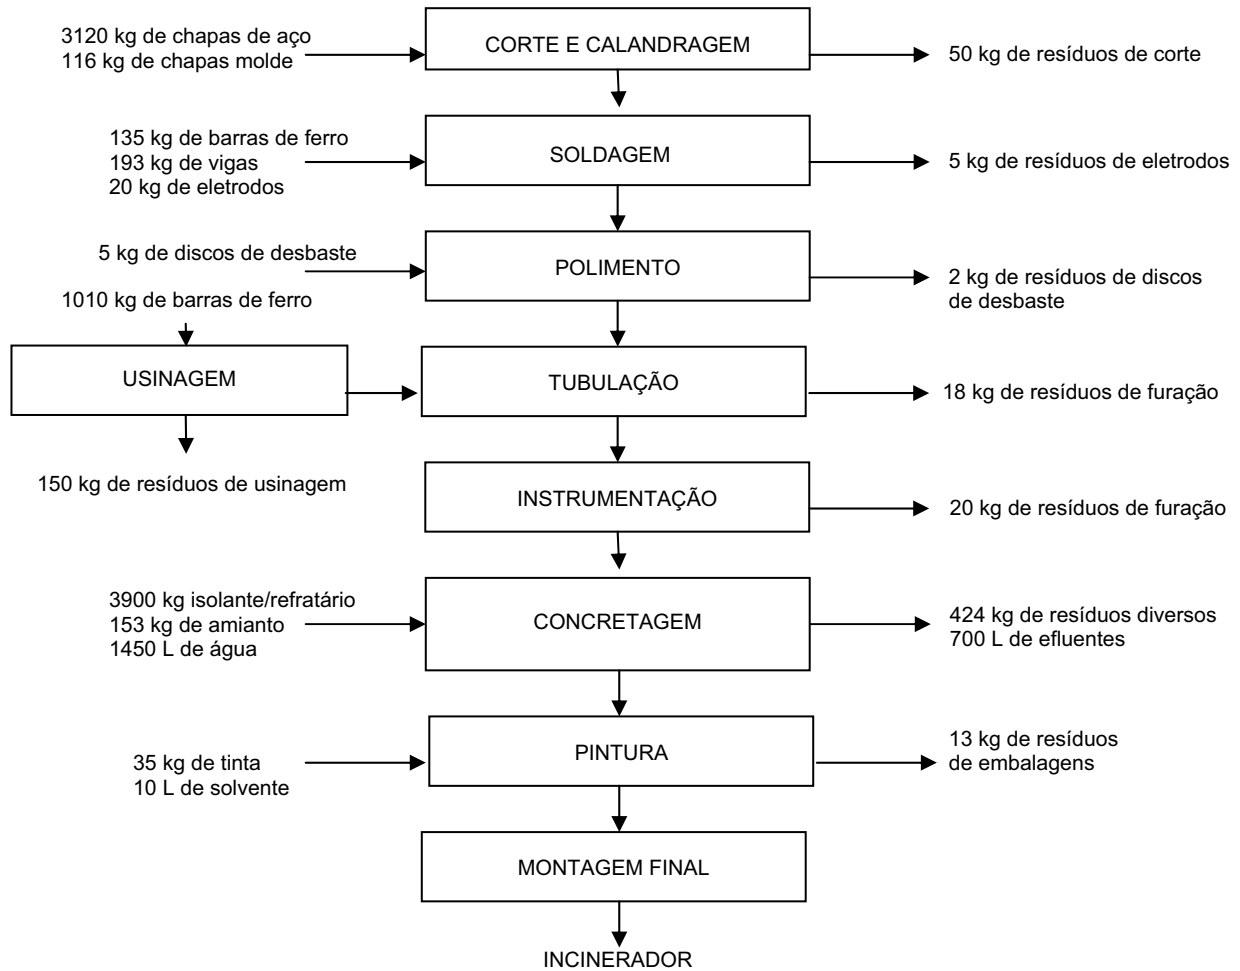 3120 kg de chapas de aço
116 kg de chapas molde
CORTE E CALANDRAGEM
50 kg de resíduos de corte
135 kg de barras de ferro
193 kg de vigas
20 kg de eletrodos
SOLDAGEM
5 kg de resíduos de eletrodos
5 kg de discos de desbaste
POLIMENTO
2 kg de resíduos de discos
de desbaste
1010 kg de barras de ferro
USINAGEM
TUBULAÇÃO
18 kg de resíduos de furação
150 kg de resíduos de usinagem
INSTRUMENTAÇÃO
20 kg de resíduos de furação
3900 kg isolante/refratário
153 kg de amianto
1450 L de água
CONCRETAGEM
424 kg de resíduos diversos
700 L de efluentes
35 kg de tinta
10 L de solvente
PINTURA
13 kg de resíduos
de embalagens
MONTAGEM FINAL
INCINERADOR